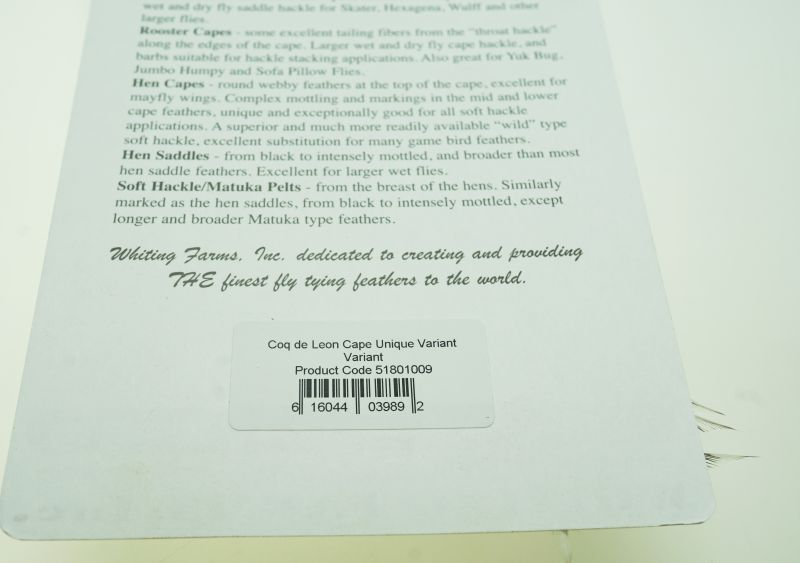 wet and dry fly saddle hackle for Skater, Hexagena, Wulff and other
larger flies.
Rooster Capes - some excellent tailing fibers from the "throat hackle"
along the edges of the cape. Larger wet and dry fly cape hackle, and
barbs suitable for hackle stacking applications. Also great for Yuk Bug,
Jumbo Humpy and Sofa Pillow Flies.
Hen Capes - round webby feathers at the top of the cape, excellent for
mayfly wings. Complex mottling and markings in the mid and lower
cape feathers, unique and exceptionally good for all soft hackle
applications. A superior and much more readily available "wild" type
soft hackle, excellent substitution for many game bird feathers.
Hen Saddles - from black to intensely mottled, and broader than most
hen saddle feathers. Excellent for larger wet flies.
Soft Hackle/Matuka Pelts - from the breast of the hens. Similarly
marked as the hen saddles, from black to intensely mottled, except
longer and broader Matuka type feathers.
Whiting Farms, Inc. dedicated to creating and providing
THE finest fly tying feathers to the world.
Coq de Leon Cape Unique Variant
Variant
Product Code 51801009
6 16044 03989 2